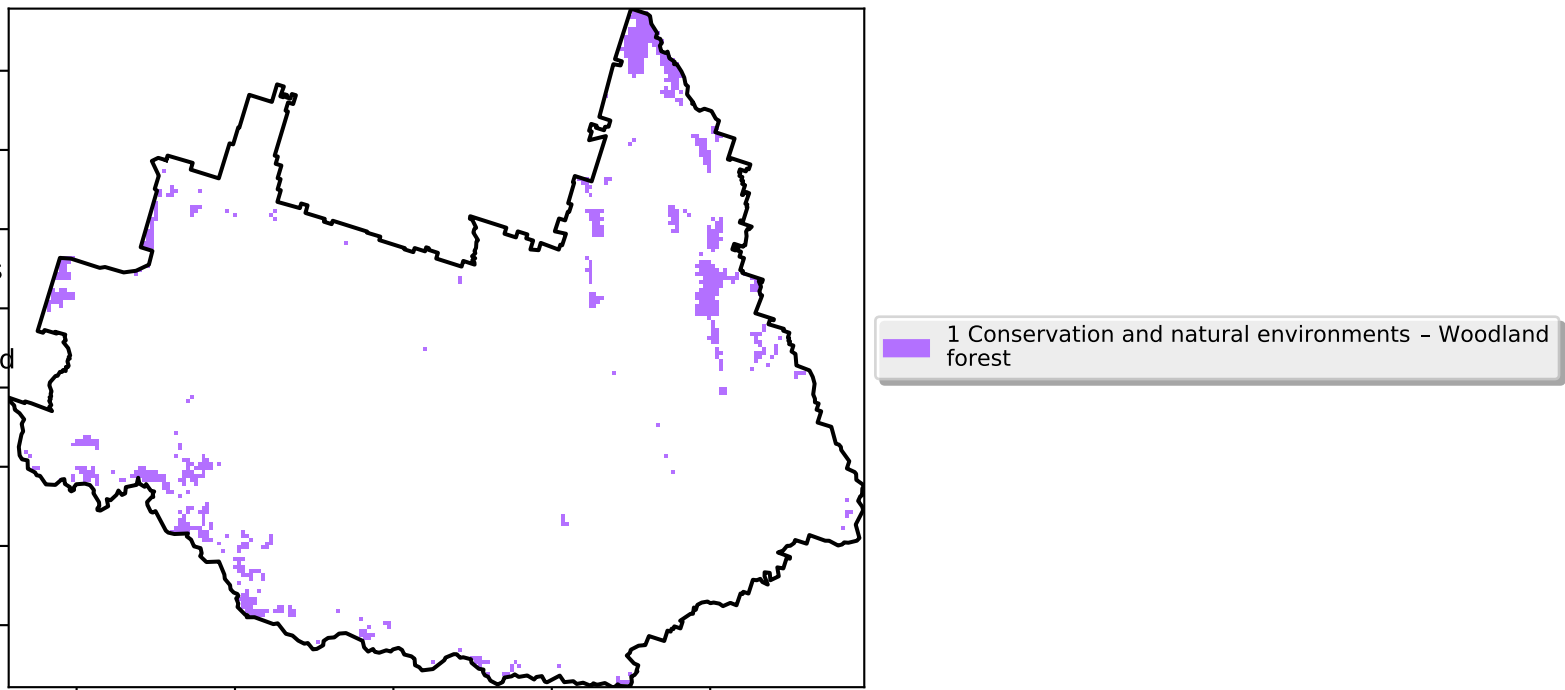 d
1 Conservation and natural environments – Woodland
forest